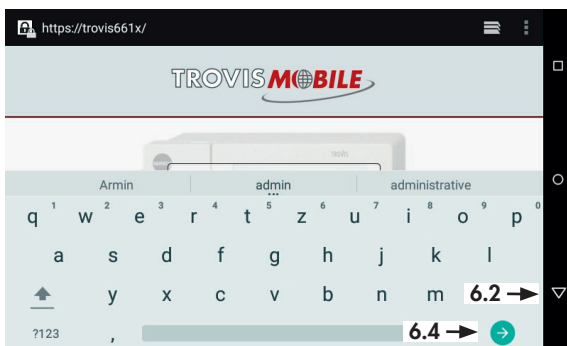 https://trovis661x/
TROVIS MOBILE
TROVIS
Armin admin administrative
q 1 w 2 e 3 r 4 t 5 z 6 u 7 i 8 o 9 p 0
a s d f g h j k l
y x c v b n m 6.2
?123 , 6.4